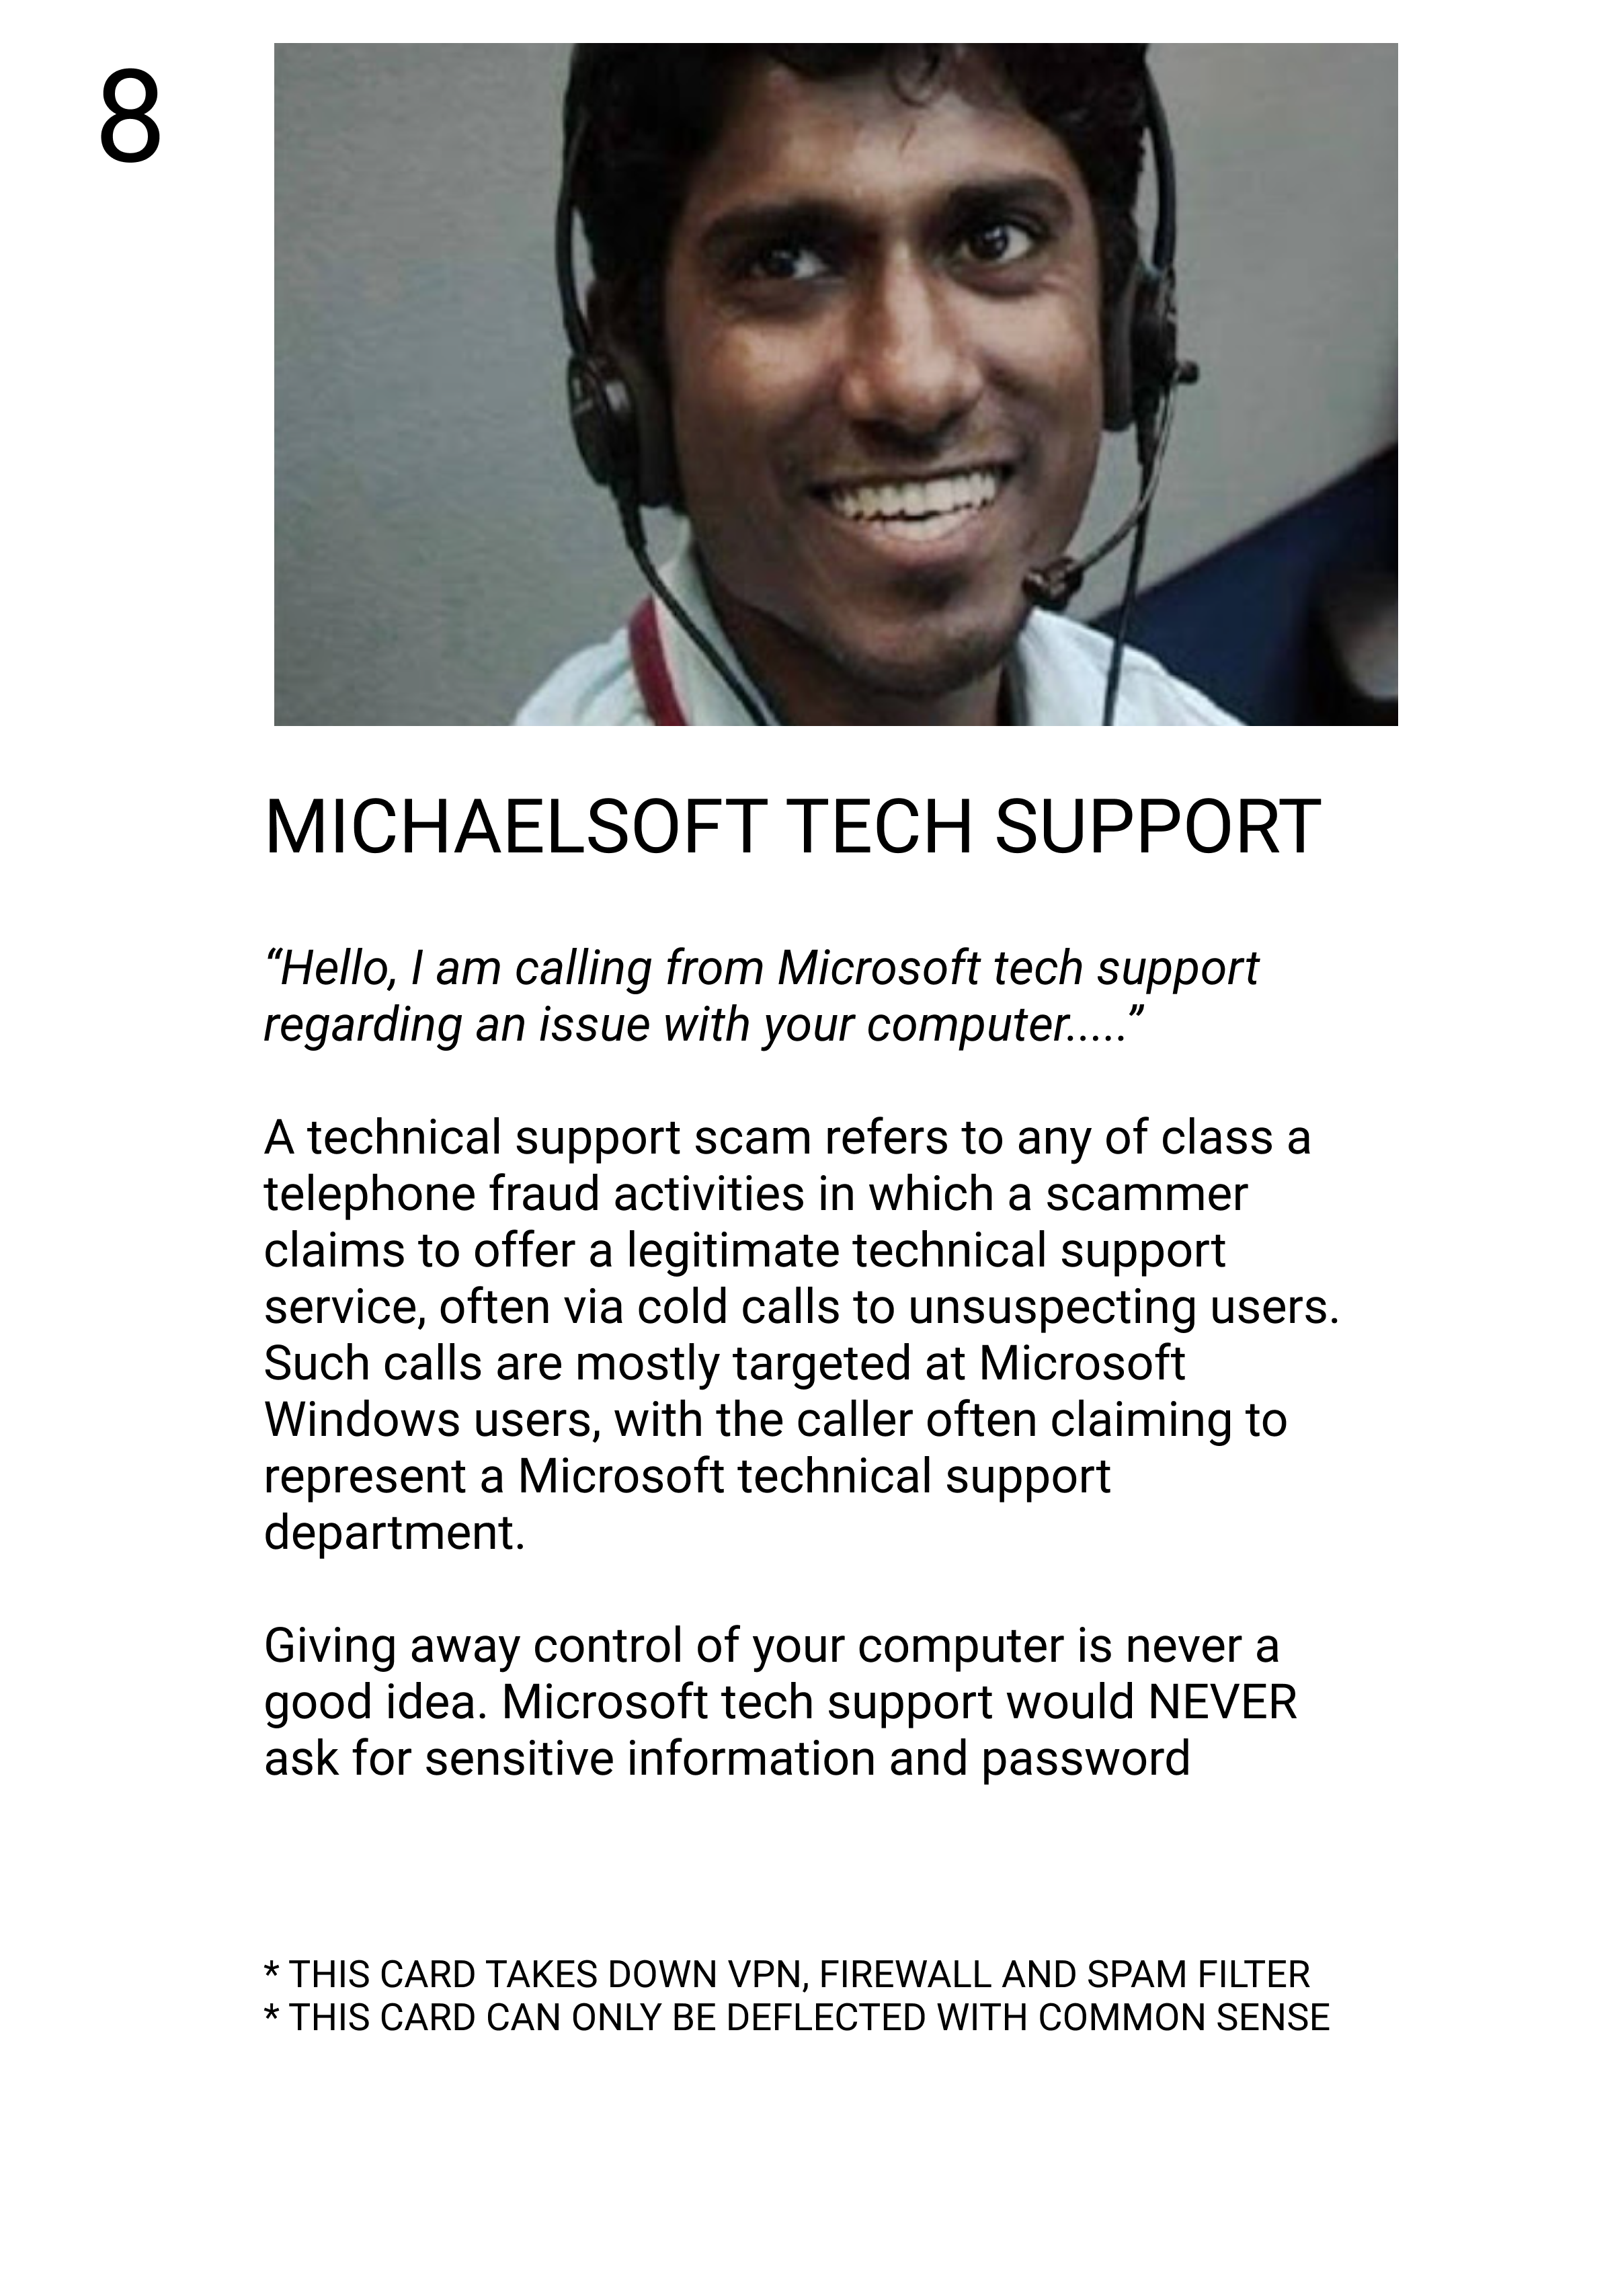 8
MICHAELSOFT TECH SUPPORT
“Hello, I am calling from Microsoft tech support
regarding an issue with your computer.....”
A technical support scam refers to any of class a
telephone fraud activities in which a scammer
claims to offer a legitimate technical support
service, often via cold calls to unsuspecting users.
Such calls are mostly targeted at Microsoft
Windows users, with the caller often claiming to
represent a Microsoft technical support
department.
Giving away control of your computer is never a
good idea. Microsoft tech support would NEVER
ask for sensitive information and password
* THIS CARD TAKES DOWN VPN, FIREWALL AND SPAM FILTER
* THIS CARD CAN ONLY BE DEFLECTED WITH COMMON SENSE